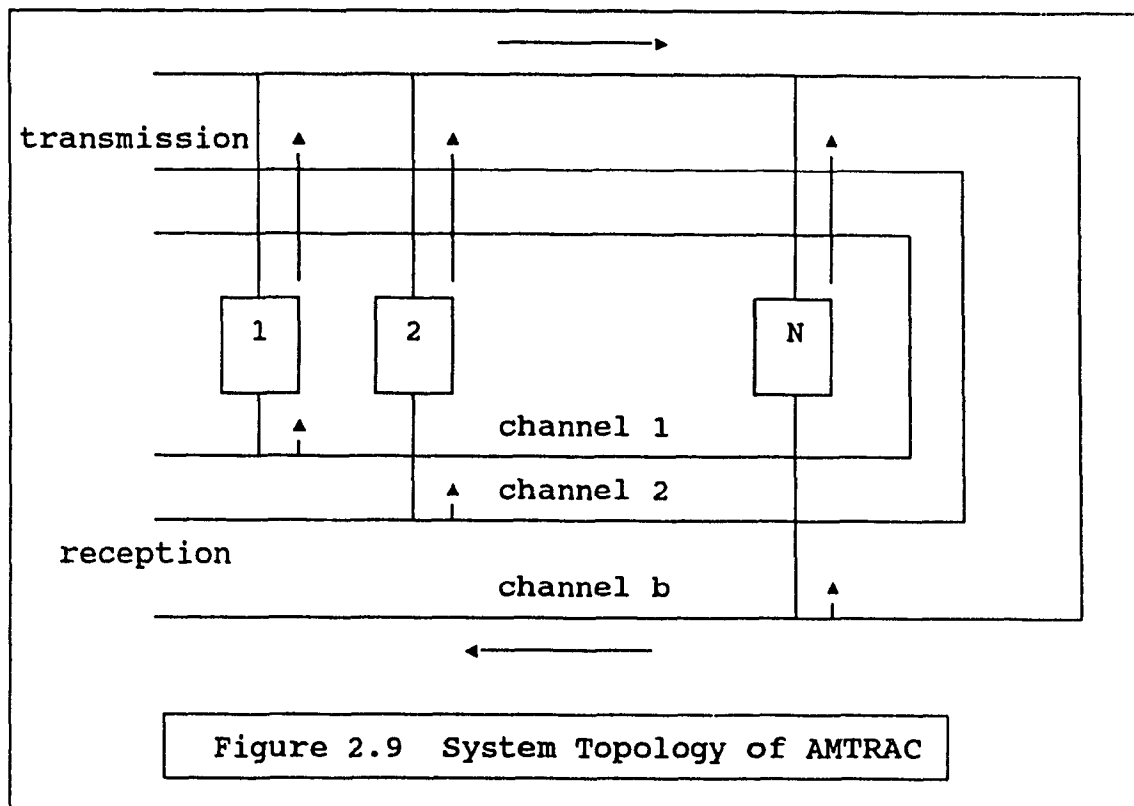 transmission
1
2
N
channel 1
channel 2
reception
channel b
Figure 2.9 System Topology of AMTRAC